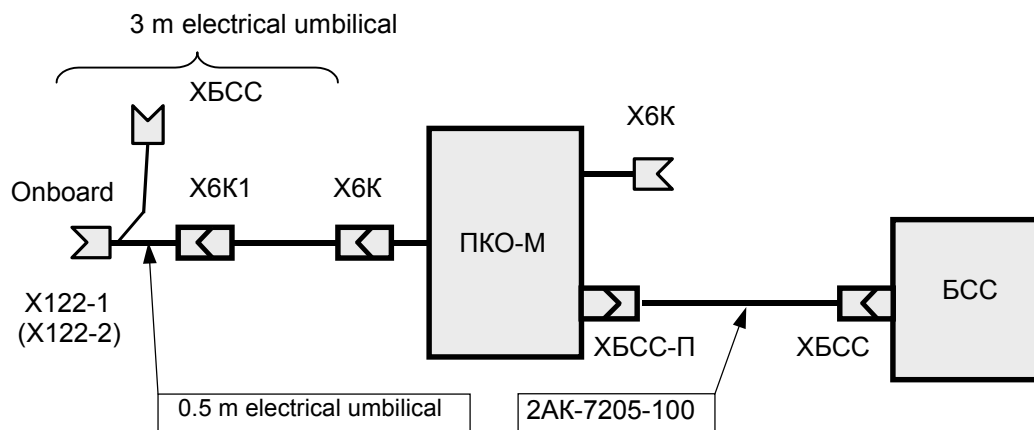 3 m electrical umbilical
ХБСС
Х6К
Onboard
Х6К1
Х6К
ПКО-М
БСС
Х122-1
(Х122-2)
ХБСС-П
ХБСС
0.5 m electrical umbilical
2АК-7205-100